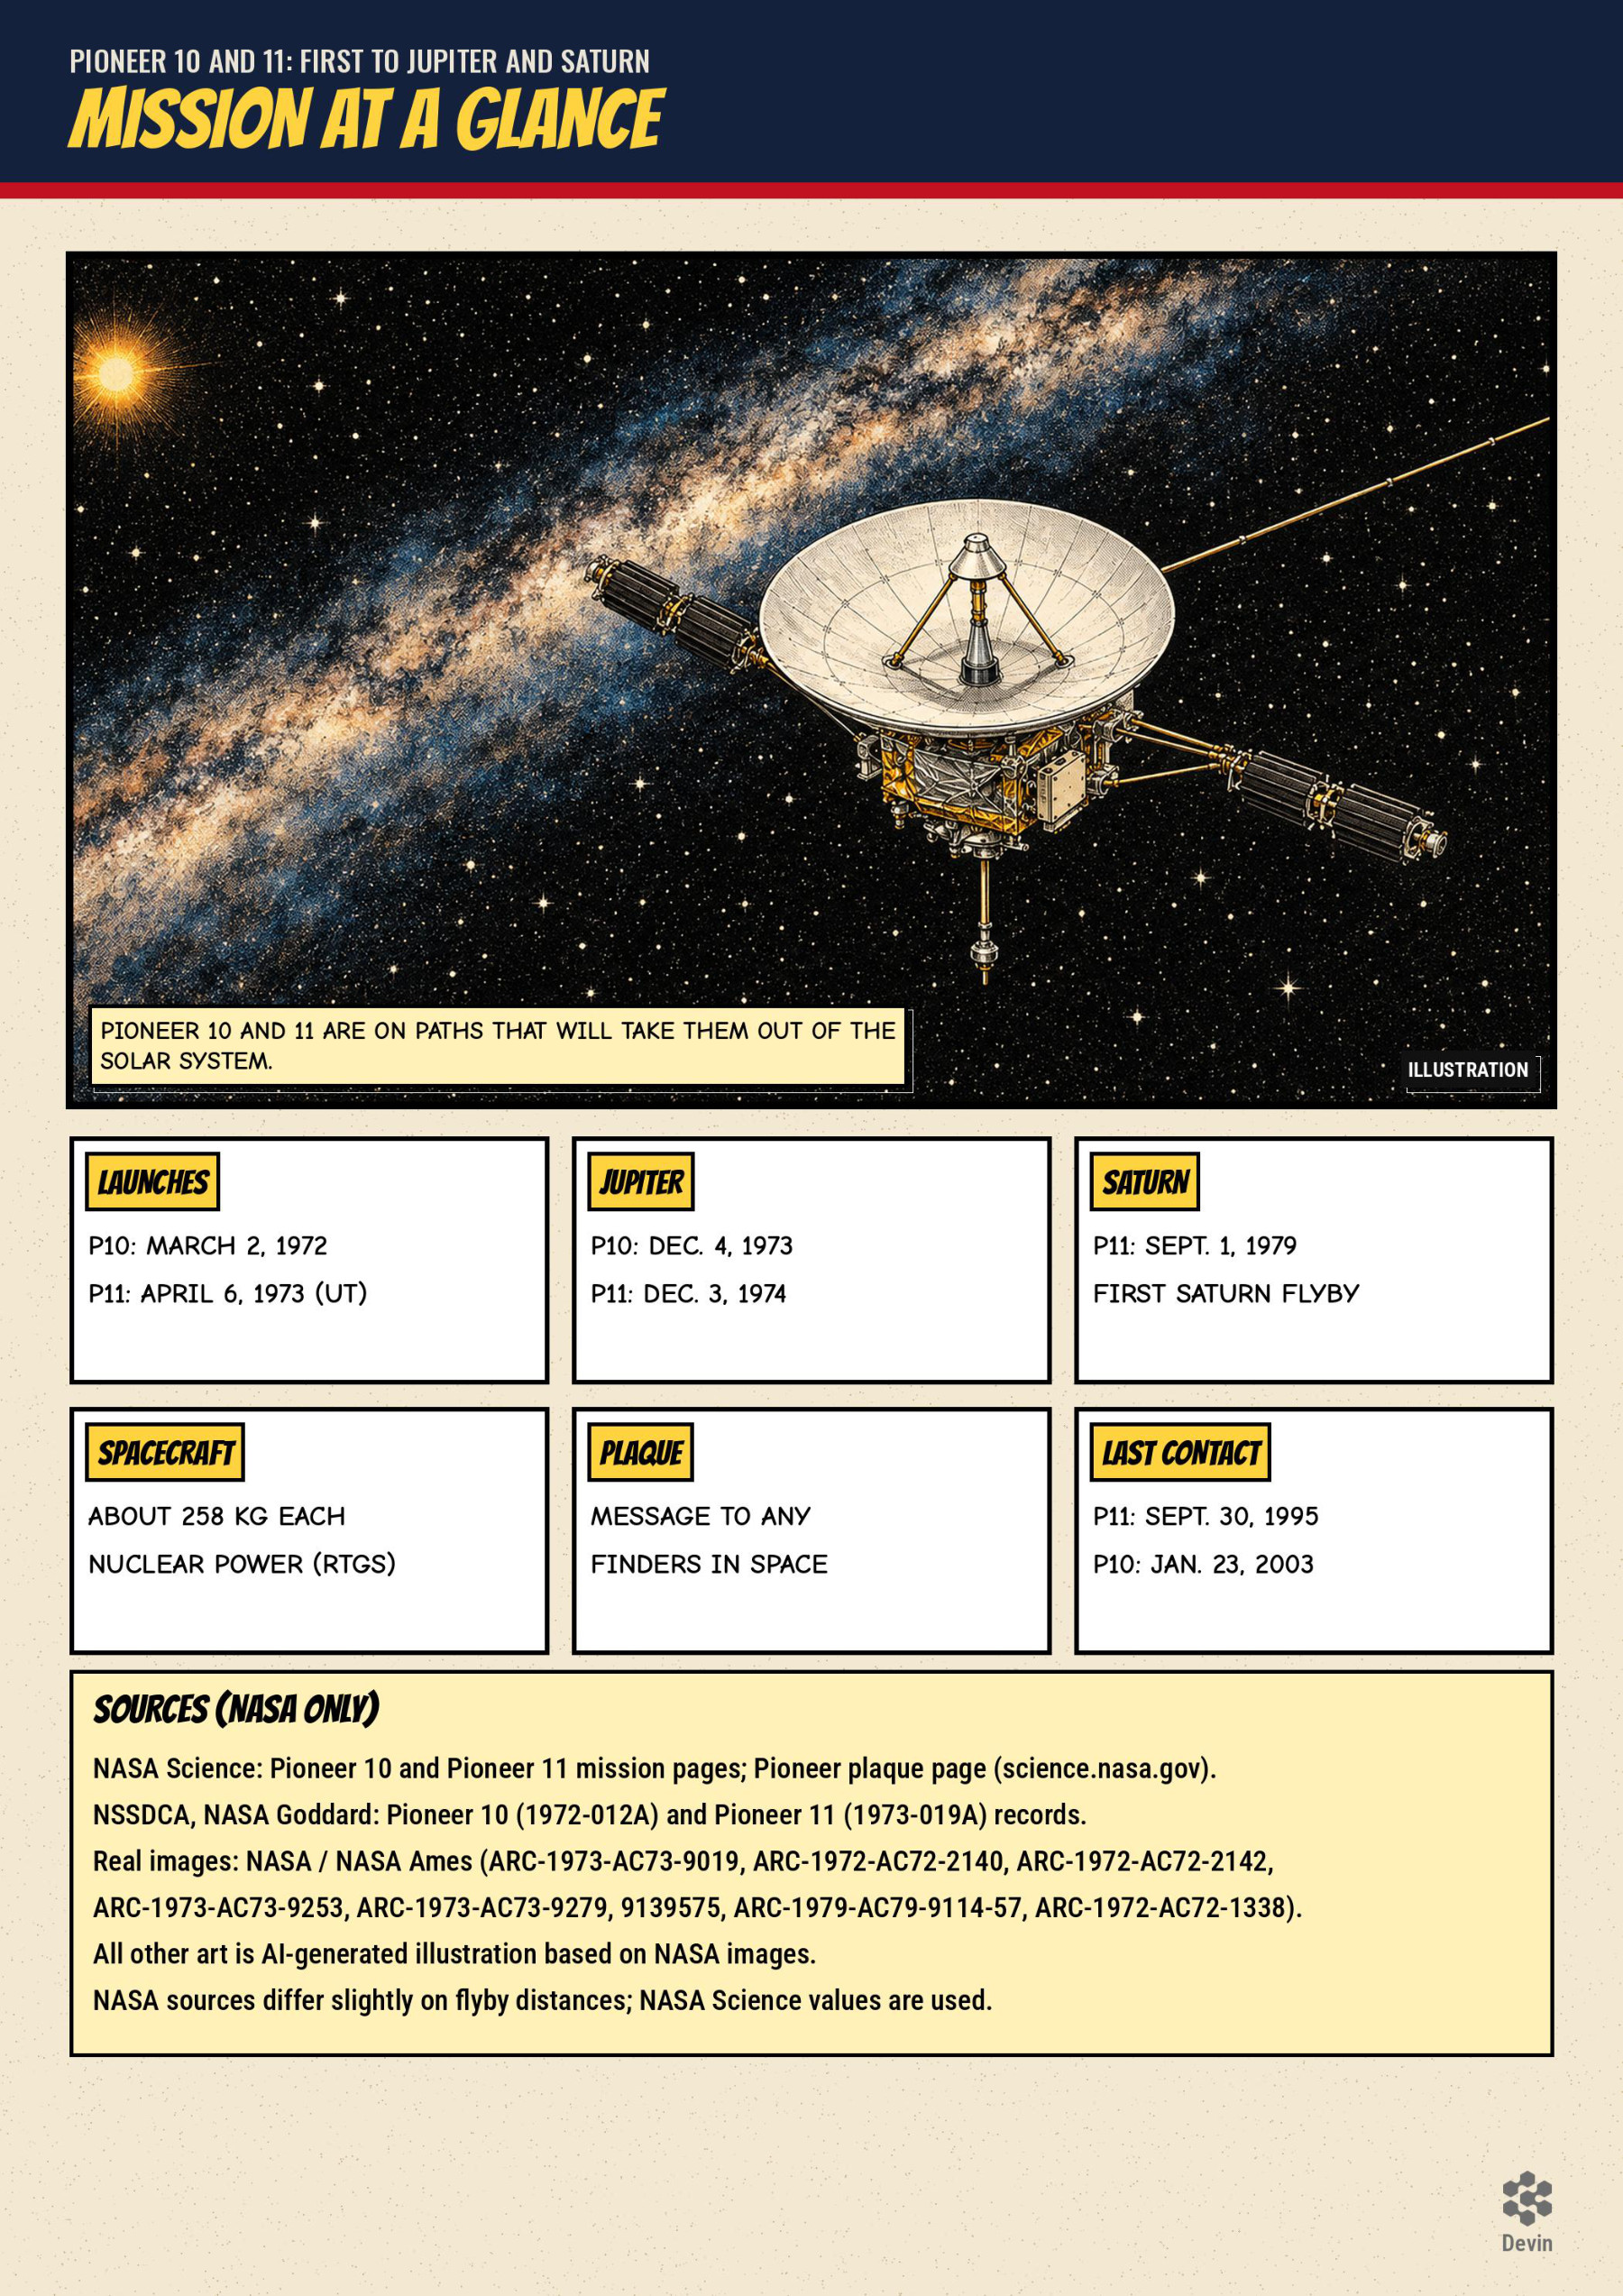 PIONEER 10 AND 11: FIRST TO JUPITER AND SATURN
MISSION AT A GLANCE
PIONEER 10 AND 11 ARE ON PATHS THAT WILL TAKE THEM OUT OF THE
SOLAR SYSTEM.
ILLUSTRATION
LAUNCHES
P10: MARCH 2, 1972
P11: APRIL 6, 1973 (UT)
JUPITER
P10: DEC. 4, 1973
P11: DEC. 3, 1974
SATURN
P11: SEPT. 1, 1979
FIRST SATURN FLYBY
SPACECRAFT
ABOUT 258 KG EACH
NUCLEAR POWER (RTGS)
PLAQUE
MESSAGE TO ANY
FINDERS IN SPACE
LAST CONTACT
P11: SEPT. 30, 1995
P10: JAN. 23, 2003
SOURCES (NASA ONLY)
NASA Science: Pioneer 10 and Pioneer 11 mission pages; Pioneer plaque page (science.nasa.gov).
NSSDCA, NASA Goddard: Pioneer 10 (1972-012A) and Pioneer 11 (1973-019A) records.
Real images: NASA / NASA Ames (ARC-1973-AC73-9019, ARC-1972-AC72-2140, ARC-1972-AC72-2142,
ARC-1973-AC73-9253, ARC-1973-AC73-9279, 9139575, ARC-1979-AC79-9114-57, ARC-1972-AC72-1338).
All other art is AI-generated illustration based on NASA images.
NASA sources differ slightly on flyby distances; NASA Science values are used.
Devin